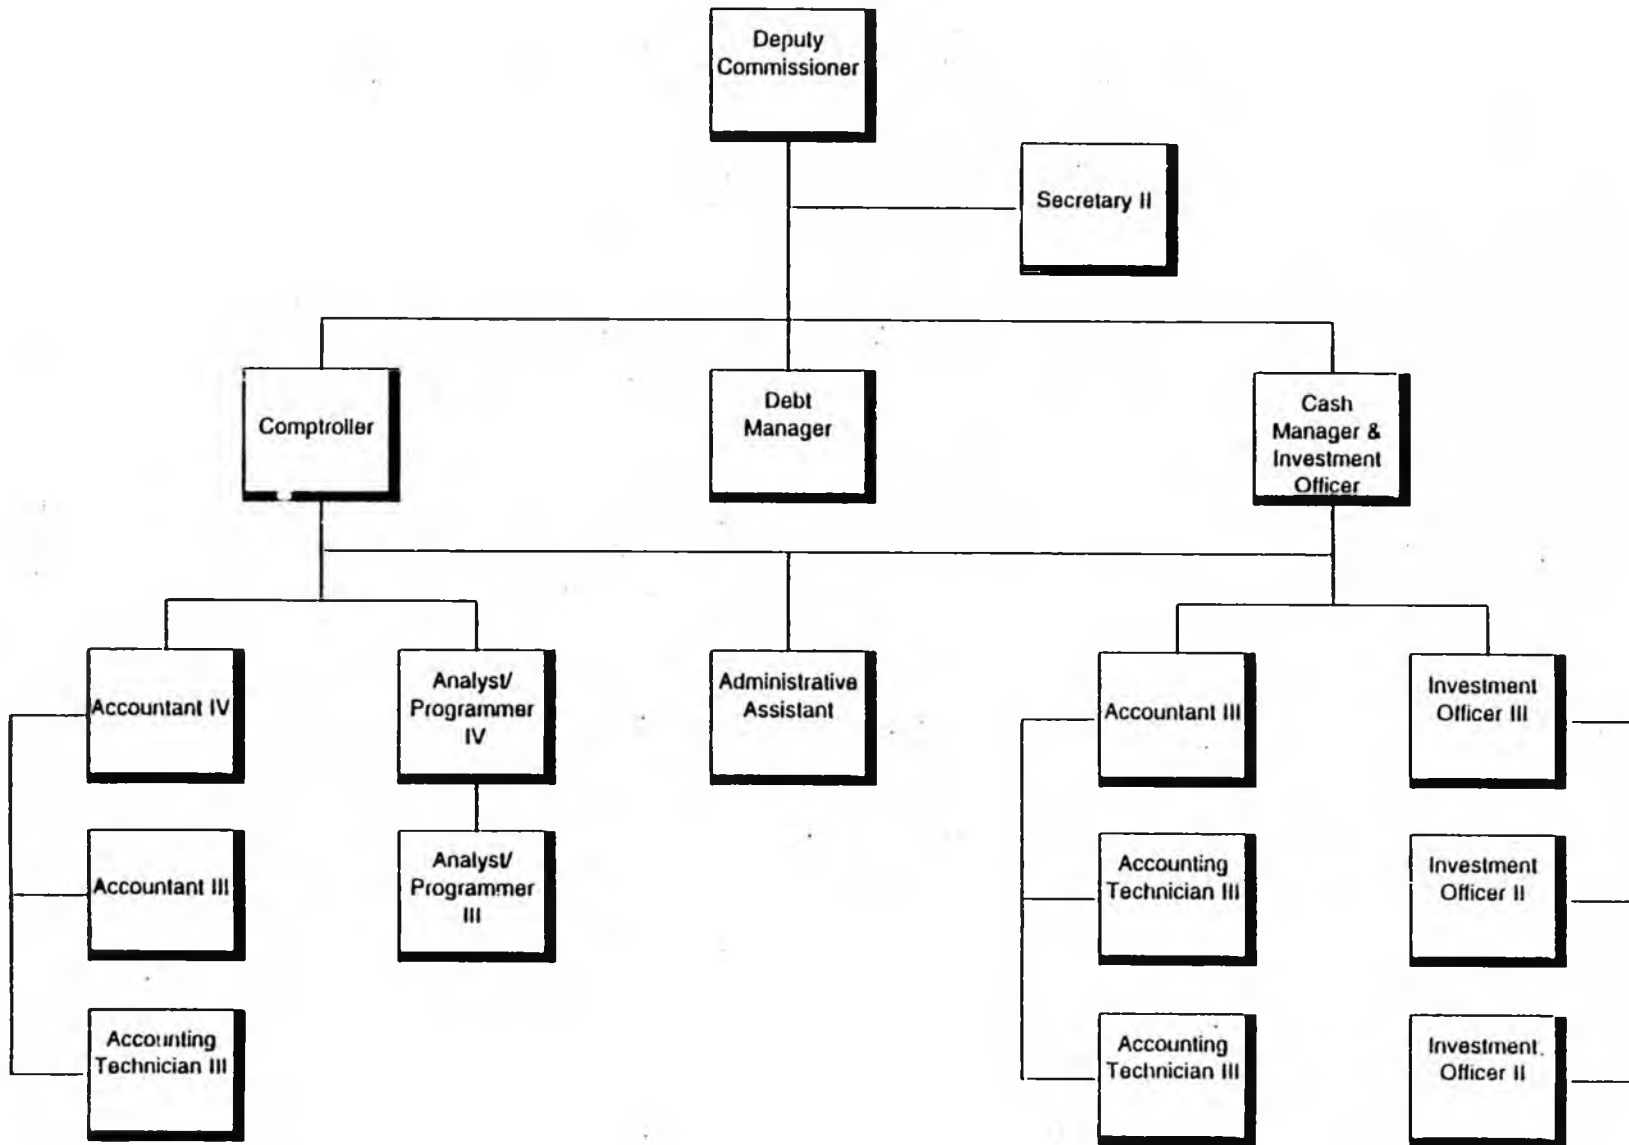 Deputy
Commissioner
Secretary II
Comptroller
Debt
Manager
Cash
Manager &
Investment
Officer
Accountant IV
Analyst/
Programmer
IV
Administrative
Assistant
Accountant III
Investment
Officer III
Accountant III
Analyst/
Programmer
III
Accounting
Technician III
Investment
Officer II
Accounting
Technician III
Accounting
Technician III
Investment
Officer II